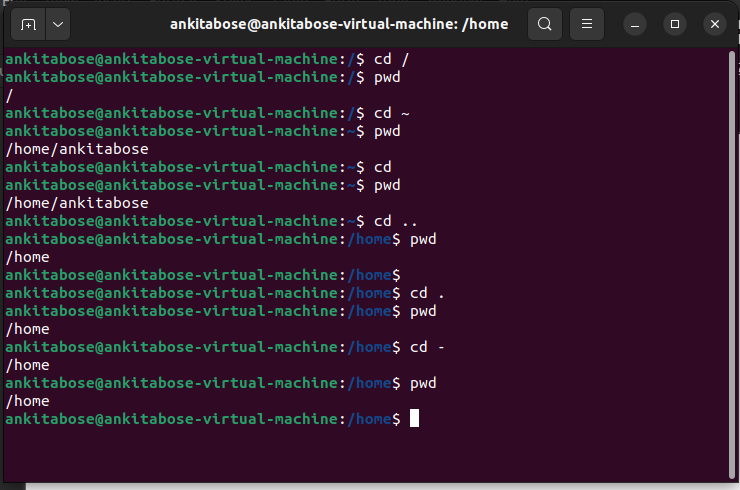 ankitabose@ankitabose-virtual-machine: /home
ankitabose@ankitabose-virtual-machine:/$ cd /
ankitabose@ankitabose-virtual-machine:/$ pwd
/
ankitabose@ankitabose-virtual-machine:/$ cd ~
ankitabose@ankitabose-virtual-machine:~$ pwd
/home/ankitabose
ankitabose@ankitabose-virtual-machine:~$ cd
ankitabose@ankitabose-virtual-machine:~$ pwd
/home/ankitabose
ankitabose@ankitabose-virtual-machine:~$ cd ..
ankitabose@ankitabose-virtual-machine:/home$ pwd
/home
ankitabose@ankitabose-virtual-machine:/home$
ankitabose@ankitabose-virtual-machine:/home$ cd .
ankitabose@ankitabose-virtual-machine:/home$ pwd
/home
ankitabose@ankitabose-virtual-machine:/home$ cd -
/home
ankitabose@ankitabose-virtual-machine:/home$ pwd
/home
ankitabose@ankitabose-virtual-machine:/home$